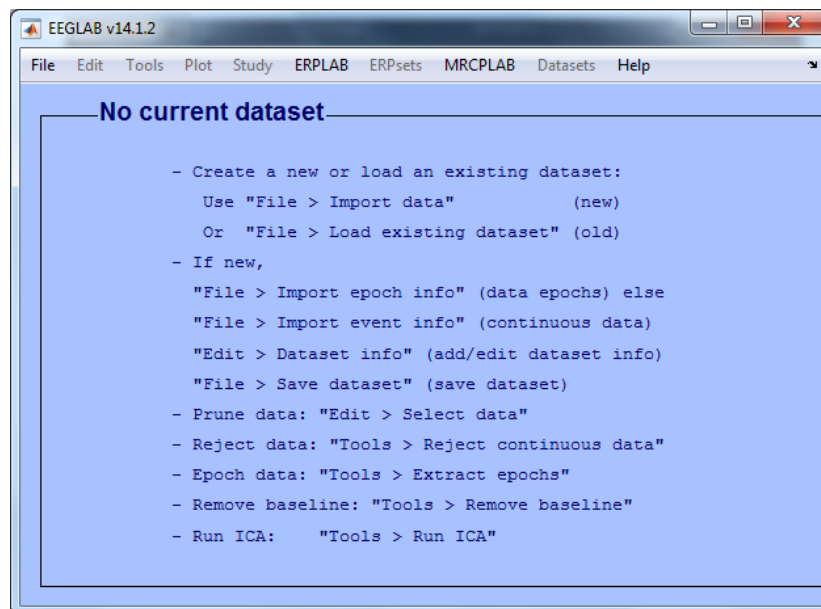 EEGLAB v14.1.2
File Edit Tools Plot Study ERPLAB ERPsets MRCPLAB Datasets Help
No current dataset
- Create a new or load an existing dataset:
Use "File > Import data" (new)
Or "File > Load existing dataset" (old)
- If new,
"File > Import epoch info" (data epochs) else
"File > Import event info" (continuous data)
"Edit > Dataset info" (add/edit dataset info)
"File > Save dataset" (save dataset)
- Prune data: "Edit > Select data"
- Reject data: "Tools > Reject continuous data"
- Epoch data: "Tools > Extract epochs"
- Remove baseline: "Tools > Remove baseline"
- Run ICA: "Tools > Run ICA"